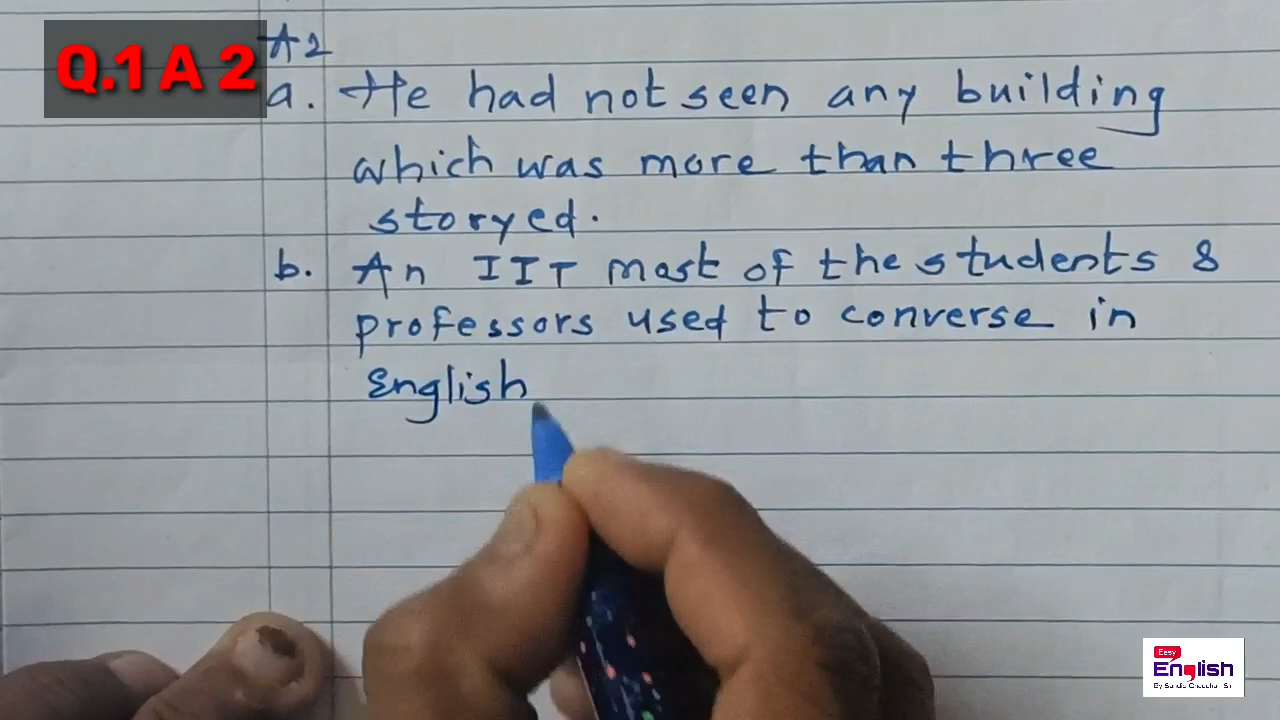 Q.1 A 2
A2
a. He had not seen any building
which was more than three
storyed.
b. An IIT most of the students &
professors used to converse in
English
Easy
English